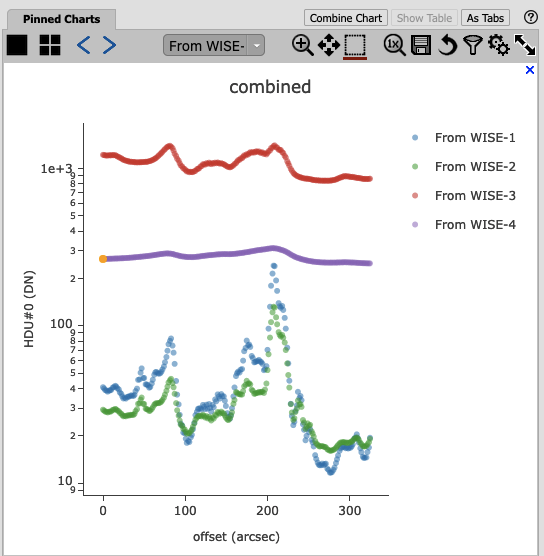 Pinned Charts
Combine Chart
Show Table
As Tabs
?
From WISE-
1x
combined
From WISE-1
From WISE-2
From WISE-3
From WISE-4
HDU#0 (DN)
1e+3
9
8
7
6
5
4
3
2
100
9
8
7
6
5
4
3
2
10
9
0
100
200
300
offset (arcsec)